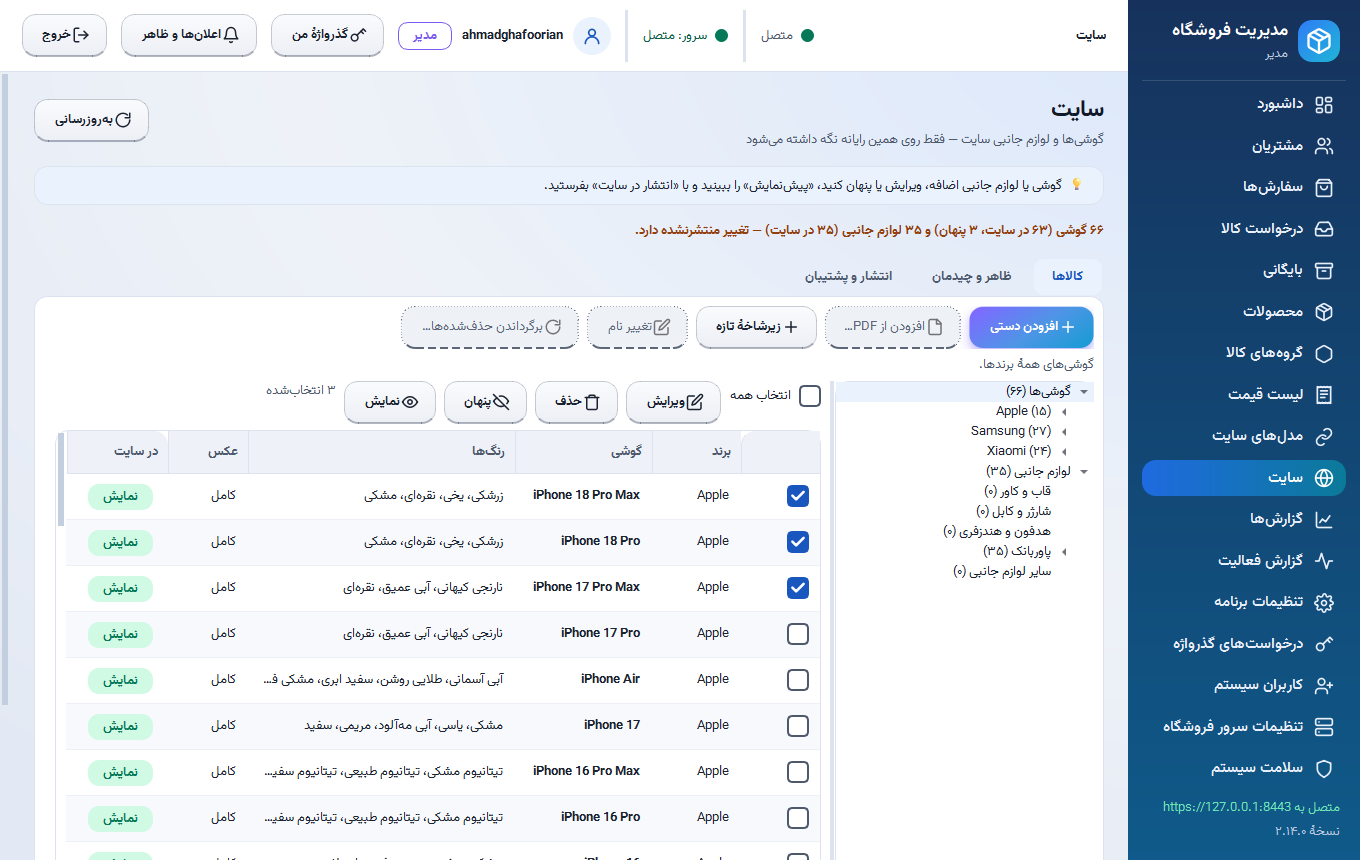 مدیریت فروشگاه
مدیر
داشبورد
مشتریان
سفارش‌ها
درخواست کالا
بایگانی
محصولات
گروه‌های کالا
لیست قیمت
مدل‌های سایت
سایت
گزارش‌ها
گزارش فعالیت
تنظیمات برنامه
درخواست‌های گذرواژه
کاربران سیستم
تنظیمات سرور فروشگاه
سلامت سیستم
متصل به https://127.0.0.1:8443
نسخهٔ ۲.۱۴.۰
سایت
متصل
سرور: متصل
ahmadghafoorian
مدیر
گذرواژهٔ من
اعلان‌ها و ظاهر
خروج
سایت
گوشی‌ها و لوازم جانبی سایت — فقط روی همین رایانه نگه داشته می‌شود
به‌روزرسانی
گوشی یا لوازم جانبی اضافه، ویرایش یا پنهان کنید، «پیش‌نمایش» را ببینید و با «انتشار در سایت» بفرستید.
۶۶ گوشی (۶۳ در سایت، ۳ پنهان) و ۳۵ لوازم جانبی (۳۵ در سایت) — تغییر منتشرنشده دارد.
کالاها
ظاهر و چیدمان
انتشار و پشتیبان
افزودن دستی
افزودن از PDF...
زیرشاخهٔ تازه
تغییر نام
برگرداندن حذف‌شده‌ها...
گوشی‌های همهٔ برندها.
گوشی‌ها (۶۶)
Apple (۱۵)
Samsung (۲۷)
Xiaomi (۲۴)
لوازم جانبی (۳۵)
قاب و کاور (۰)
شارژر و کابل (۰)
هدفون و هندزفری (۰)
پاوربانک (۳۵)
سایر لوازم جانبی (۰)
انتخاب همه
ویرایش
حذف
پنهان
نمایش
۳ انتخاب‌شده
برند گوشی رنگ‌ها عکس در سایت
Apple iPhone 18 Pro Max زرشکی، یخی، نقره‌ای، مشکی کامل نمایش
Apple iPhone 18 Pro زرشکی، یخی، نقره‌ای، مشکی کامل نمایش
Apple iPhone 17 Pro Max نارنجی کیهانی، آبی عمیق، نقره‌ای کامل نمایش
Apple iPhone 17 Pro نارنجی کیهانی، آبی عمیق، نقره‌ای کامل نمایش
Apple iPhone Air آبی آسمانی، طلایی روشن، سفید ابری، مشکی ف... کامل نمایش
Apple iPhone 17 مشکی، یاسی، آبی مه‌آلود، مریمی، سفید کامل نمایش
Apple iPhone 16 Pro Max تیتانیوم مشکی، تیتانیوم طبیعی، تیتانیوم سفی... کامل نمایش
Apple iPhone 16 Pro تیتانیوم مشکی، تیتانیوم طبیعی، تیتانیوم سفی... کامل نمایش